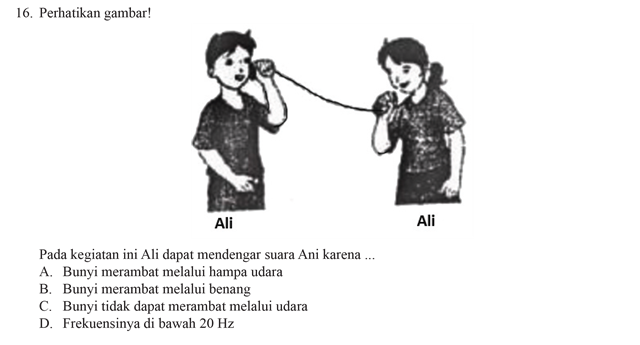 16. Perhatikan gambar!
Ali Ali
Pada kegiatan ini Ali dapat mendengar suara Ani karena ...
A. Bunyi merambat melalui hampa udara
B. Bunyi merambat melalui benang
C. Bunyi tidak dapat merambat melalui udara
D. Frekuensinya di bawah 20 Hz